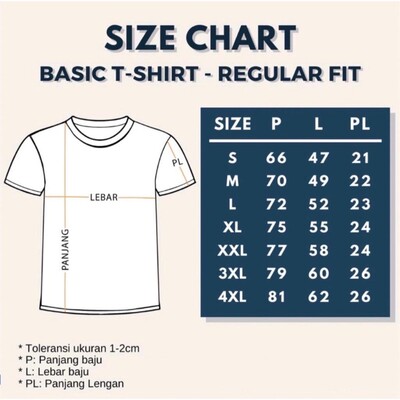 SIZE CHART
BASIC T-SHIRT - REGULAR FIT
PL
LEBAR
PANJANG
SIZE P L PL
S 66 47 21
M 70 49 22
L 72 52 23
XL 75 55 24
XXL 77 58 24
3XL 79 60 26
4XL 81 62 26
* Toleransi ukuran 1-2cm
* P: Panjang baju
* L: Lebar baju
* PL: Panjang Lengan